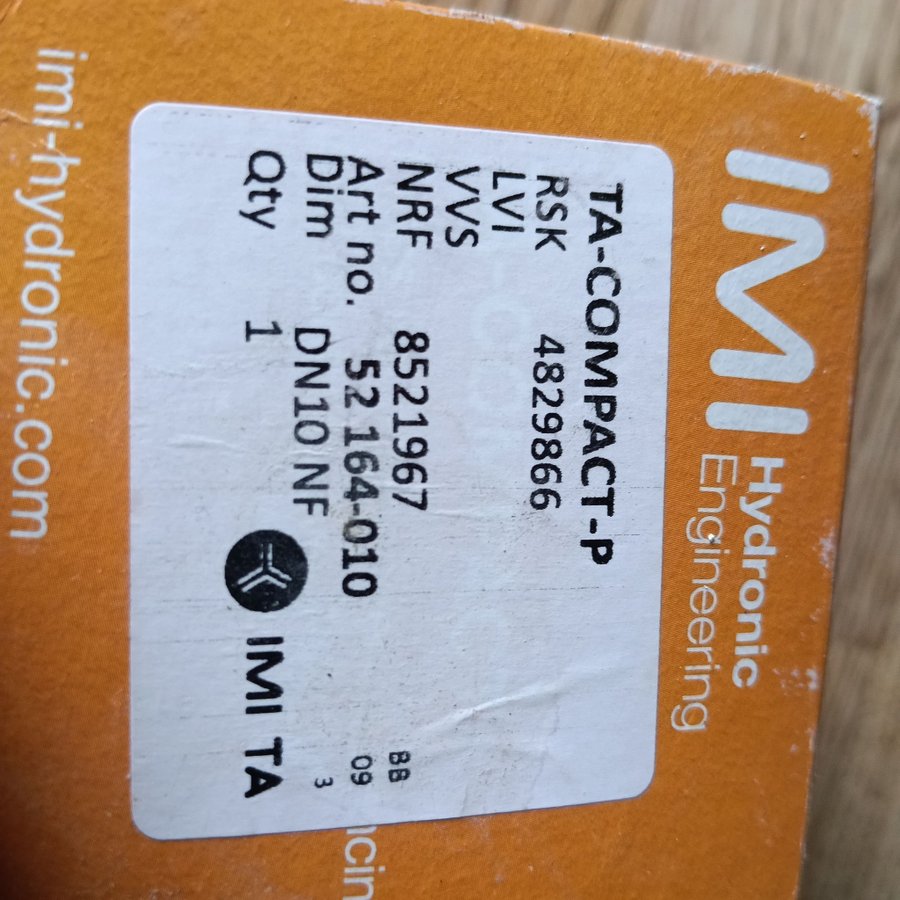 IMI Hydronic
Engineering
TA-COMPACT-P
RSK 4829866
LVI
VVS
NRF 8521967 BB
Art no. 52 164-010 09
Dim DN10 NF 3
Qty 1 IMI TA
imi-hydronic.com